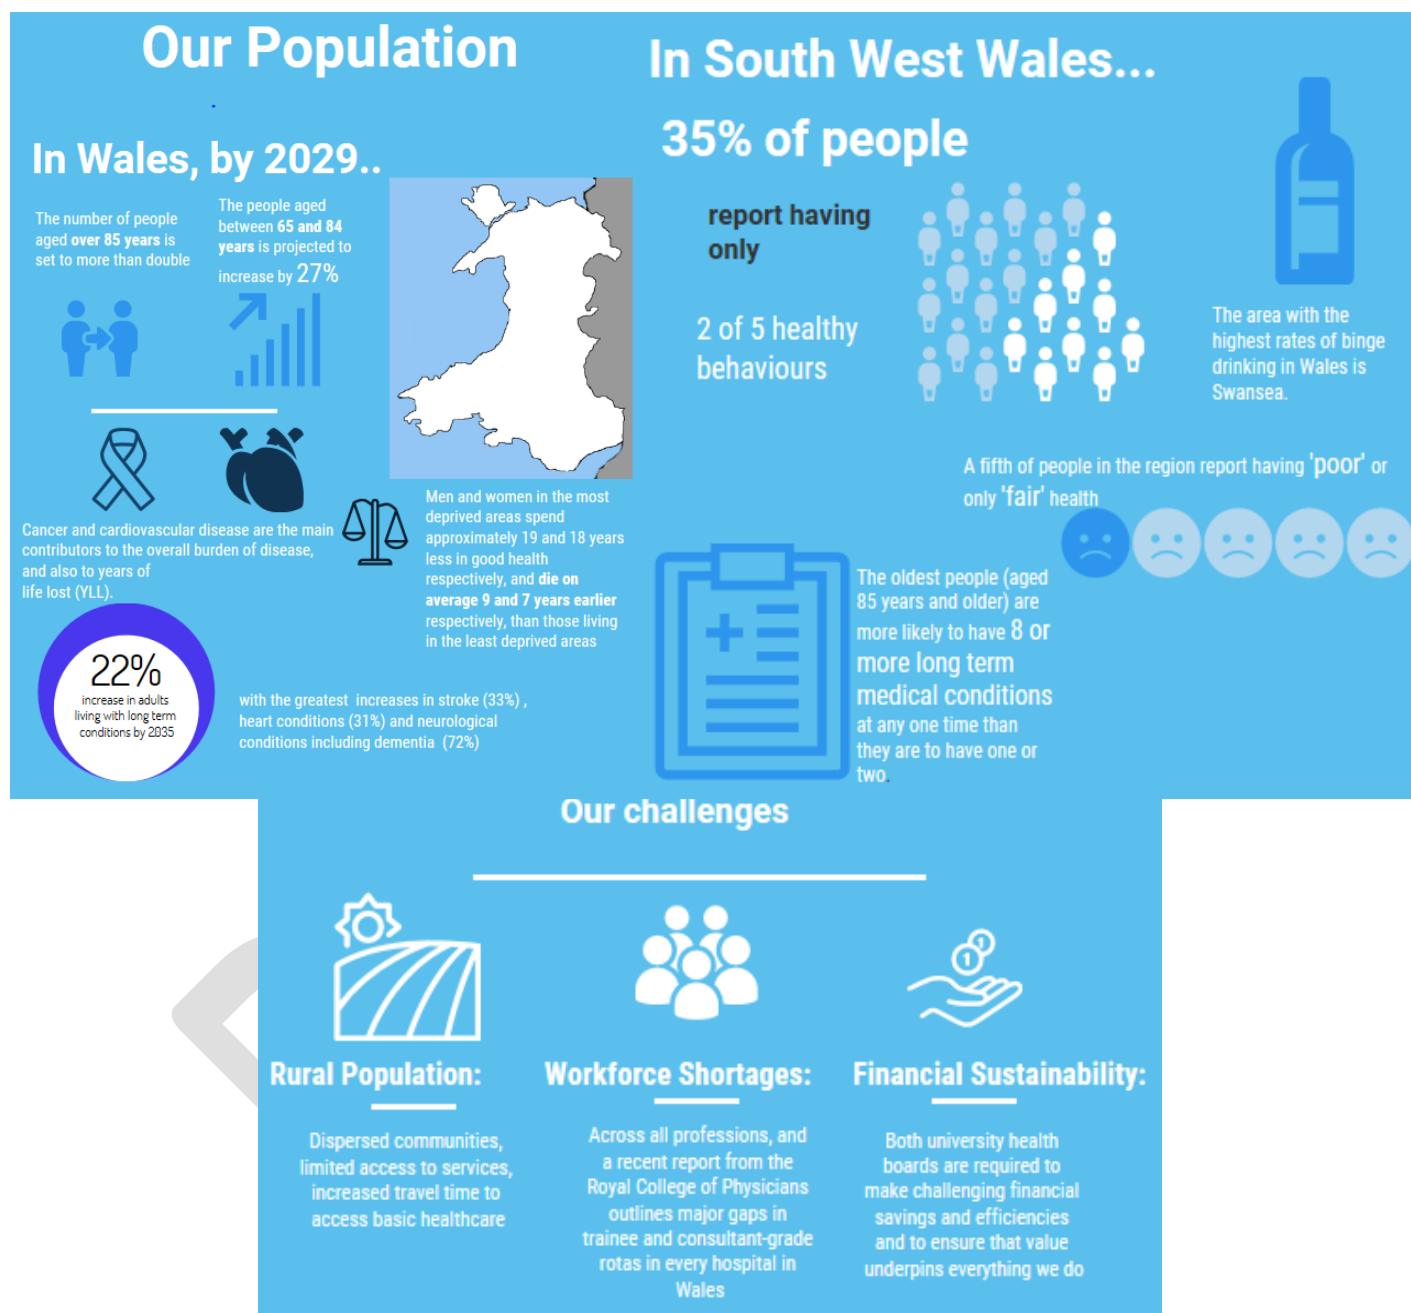 Our Population
In Wales, by 2029..
The number of people
aged over 85 years is
set to more than double
The people aged
between 65 and 84
years is projected to
increase by 27%
Cancer and cardiovascular disease are the main
contributors to the overall burden of disease,
and also to years of
life lost (YLL).
Men and women in the most
deprived areas spend
approximately 19 and 18 years
less in good health
respectively, and die on
average 9 and 7 years earlier
respectively, than those living
in the least deprived areas
22%
increase in adults
living with long term
conditions by 2035
with the greatest increases in stroke (33%) ,
heart conditions (31%) and neurological
conditions including dementia (72%)
In South West Wales...
35% of people
report having
only
2 of 5 healthy
behaviours
The area with the
highest rates of binge
drinking in Wales is
Swansea.
A fifth of people in the region report having 'poor' or
only 'fair' health
The oldest people (aged
85 years and older) are
more likely to have 8 or
more long term
medical conditions
at any one time than
they are to have one or
two.
Our challenges
Rural Population:
Dispersed communities,
limited access to services,
increased travel time to
access basic healthcare
Workforce Shortages:
Across all professions, and
a recent report from the
Royal College of Physicians
outlines major gaps in
trainee and consultant-grade
rotas in every hospital in
Wales
1
1
Financial Sustainability:
Both university health
boards are required to
make challenging financial
savings and efficiencies
and to ensure that value
underpins everything we do